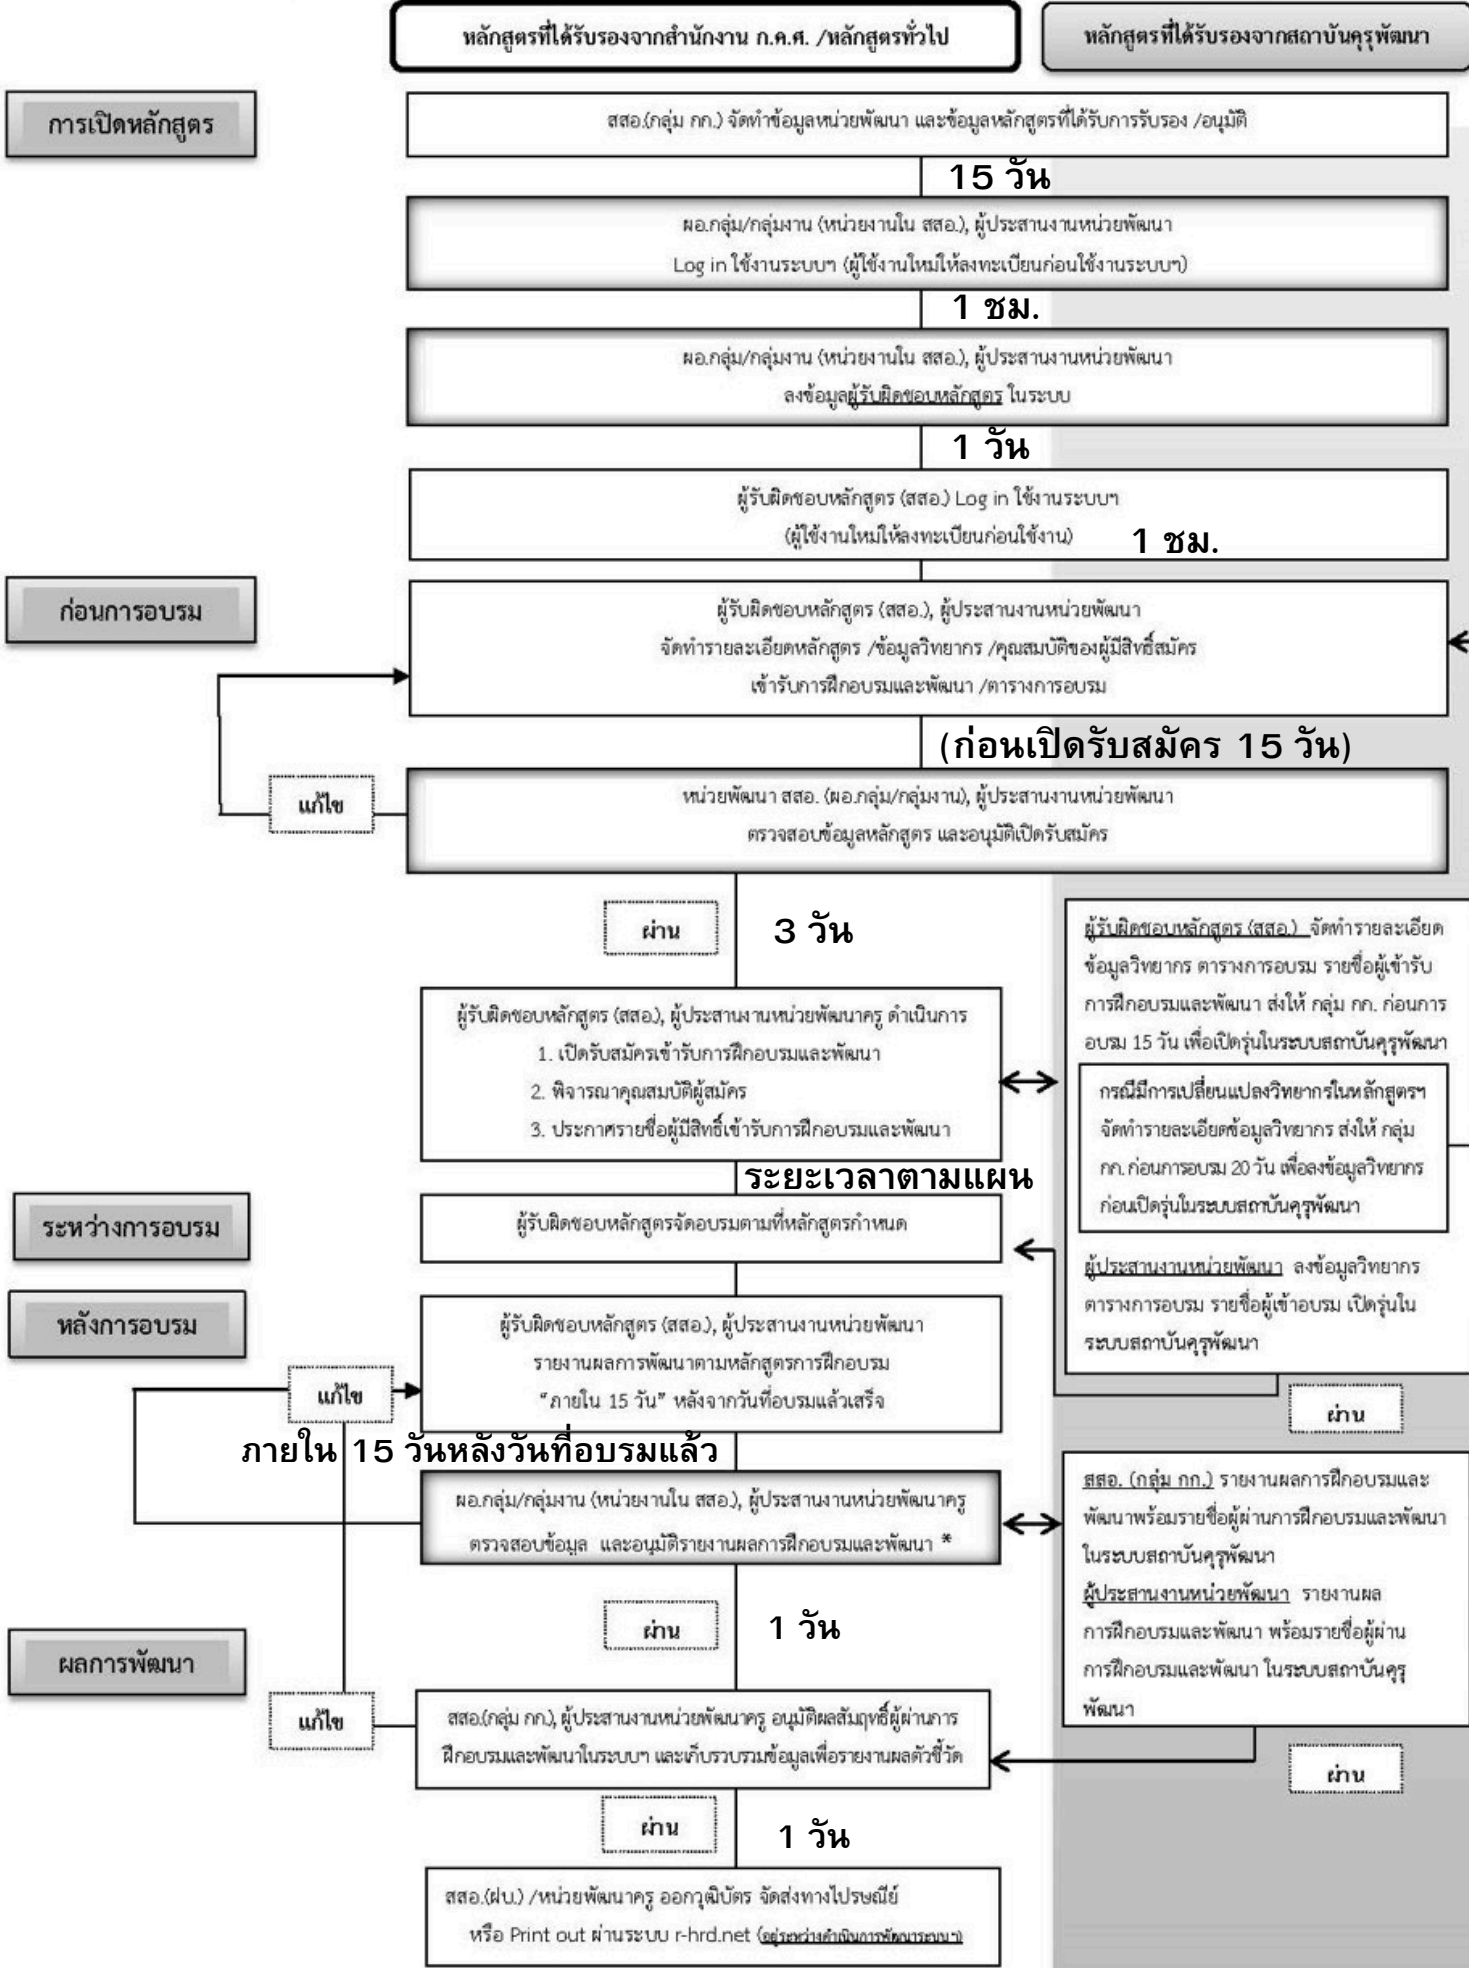 หลักสูตรที่ได้รับรองจากสำนักงาน ก.ค.ศ. /หลักสูตรทั่วไป
หลักสูตรที่ได้รับรองจากสถาบันคุรุพัฒนา
การเปิดหลักสูตร
สสอ.(กลุ่ม กก.) จัดทำข้อมูลหน่วยพัฒนา และข้อมูลหลักสูตรที่ได้รับการรับรอง /อนุมัติ
15 วัน
ผอ.กลุ่ม/กลุ่มงาน (หน่วยงานใน สสอ.), ผู้ประสานงานหน่วยพัฒนา
Log in ใช้งานระบบฯ (ผู้ใช้งานใหม่ให้ลงทะเบียนก่อนใช้งานระบบฯ)
1 ชม.
ผอ.กลุ่ม/กลุ่มงาน (หน่วยงานใน สสอ.), ผู้ประสานงานหน่วยพัฒนา
ลงข้อมูลผู้รับผิดชอบหลักสูตร ในระบบ
1 วัน
ผู้รับผิดชอบหลักสูตร (สสอ.) Log in ใช้งานระบบฯ
(ผู้ใช้งานใหม่ให้ลงทะเบียนก่อนใช้งาน)
1 ชม.
ก่อนการอบรม
ผู้รับผิดชอบหลักสูตร (สสอ.), ผู้ประสานงานหน่วยพัฒนา
จัดทำรายละเอียดหลักสูตร /ข้อมูลวิทยากร /คุณสมบัติของผู้มีสิทธิ์สมัคร
เข้ารับการฝึกอบรมและพัฒนา /ตารางการอบรม
(ก่อนเปิดรับสมัคร 15 วัน)
แก้ไข
หน่วยพัฒนา สสอ. (ผอ.กลุ่ม/กลุ่มงาน), ผู้ประสานงานหน่วยพัฒนา
ตรวจสอบข้อมูลหลักสูตร และอนุมัติเปิดรับสมัคร
ผ่าน
3 วัน
ผู้รับผิดชอบหลักสูตร (สสอ.), ผู้ประสานงานหน่วยพัฒนาครู ดำเนินการ
1. เปิดรับสมัครเข้ารับการฝึกอบรมและพัฒนา
2. พิจารณาคุณสมบัติผู้สมัคร
3. ประกาศรายชื่อผู้มีสิทธิ์เข้ารับการฝึกอบรมและพัฒนา
ผู้รับผิดชอบหลักสูตร (สสอ.) จัดทำรายละเอียด
ข้อมูลวิทยากร ตารางการอบรม รายชื่อผู้เข้ารับ
การฝึกอบรมและพัฒนา ส่งให้ กลุ่ม กก. ก่อนการ
อบรม 15 วัน เพื่อเปิดรุ่นในระบบสถาบันคุรุพัฒนา
กรณีมีการเปลี่ยนแปลงวิทยากรในหลักสูตรฯ
จัดทำรายละเอียดข้อมูลวิทยากร ส่งให้ กลุ่ม
กก. ก่อนการอบรม 20 วัน เพื่อลงข้อมูลวิทยากร
ก่อนเปิดรุ่นในระบบสถาบันคุรุพัฒนา
ผู้ประสานงานหน่วยพัฒนา ลงข้อมูลวิทยากร
ตารางการอบรม รายชื่อผู้เข้าอบรม เปิดรุ่นใน
ระบบสถาบันคุรุพัฒนา
ระยะเวลาตามแผน
ระหว่างการอบรม
ผู้รับผิดชอบหลักสูตรจัดอบรมตามที่หลักสูตรกำหนด
หลังการอบรม
ผู้รับผิดชอบหลักสูตร (สสอ.), ผู้ประสานงานหน่วยพัฒนา
รายงานผลการพัฒนาตามหลักสูตรการฝึกอบรม
“ภายใน 15 วัน” หลังจากวันที่อบรมแล้วเสร็จ
แก้ไข
ผ่าน
ภายใน 15 วันหลังวันที่อบรมแล้ว
ผอ.กลุ่ม/กลุ่มงาน (หน่วยงานใน สสอ.), ผู้ประสานงานหน่วยพัฒนาครู
ตรวจสอบข้อมูล และอนุมัติรายงานผลการฝึกอบรมและพัฒนา *
สสอ. (กลุ่ม กก.) รายงานผลการฝึกอบรมและ
พัฒนาพร้อมรายชื่อผู้ผ่านการฝึกอบรมและพัฒนา
ในระบบสถาบันคุรุพัฒนา
ผู้ประสานงานหน่วยพัฒนา รายงานผล
การฝึกอบรมและพัฒนา พร้อมรายชื่อผู้ผ่าน
การฝึกอบรมและพัฒนา ในระบบสถาบันคุรุ
พัฒนา
ผ่าน
1 วัน
ผลการพัฒนา
แก้ไข
สสอ.(กลุ่ม กก.), ผู้ประสานงานหน่วยพัฒนาครู อนุมัติผลสัมฤทธิ์ผู้ผ่านการ
ฝึกอบรมและพัฒนาในระบบฯ และเก็บรวบรวมข้อมูลเพื่อรายงานผลตัวชี้วัด
ผ่าน
ผ่าน
1 วัน
สสอ.(ฝบ.) /หน่วยพัฒนาครู ออกวุฒิบัตร จัดส่งทางไปรษณีย์
หรือ Print out ผ่านระบบ r-hrd.net (อยู่ระหว่างดำเนินการพัฒนาระบบฯ)